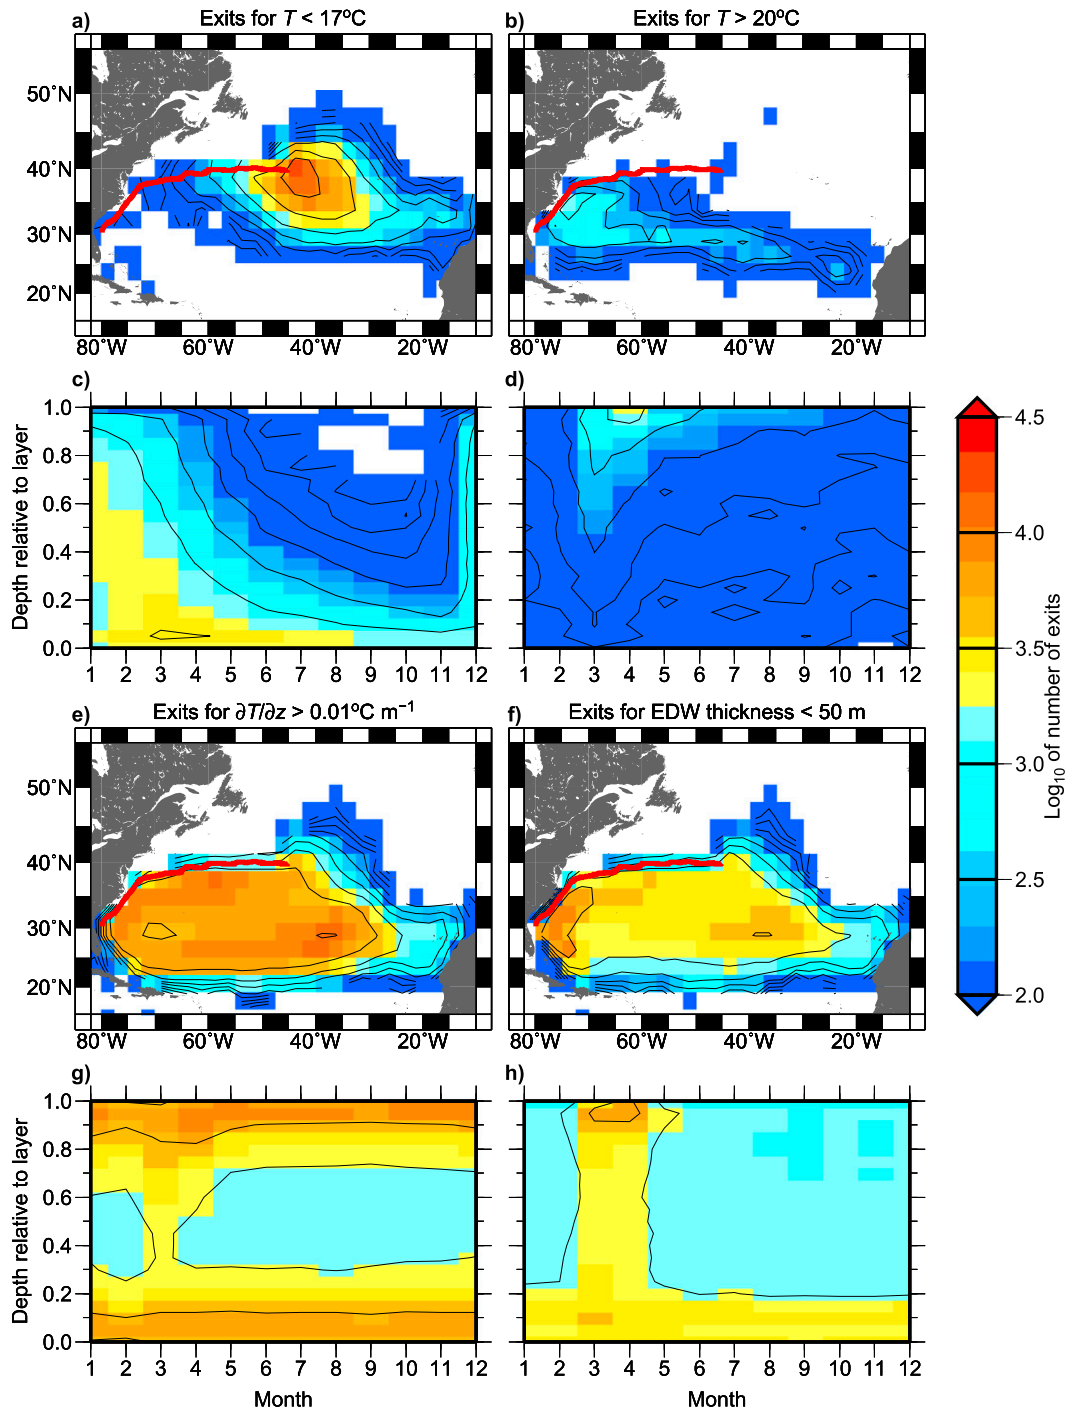 a) Exits for T < 17°C
b) Exits for T > 20°C
50°N
40°N
30°N
20°N
80°W 60°W 40°W 20°W
80°W 60°W 40°W 20°W
c)
d)
1 2 3 4 5 6 7 8 9 10 11 12
1 2 3 4 5 6 7 8 9 10 11 12
Depth relative to layer
1.0
0.8
0.6
0.4
0.2
0.0
e) Exits for ∂T/∂z > 0.01°C m⁻¹
f) Exits for EDW thickness < 50 m
50°N
40°N
30°N
20°N
80°W 60°W 40°W 20°W
80°W 60°W 40°W 20°W
4.5
4.0
3.5
3.0
2.5
2.0
Log₁₀ of number of exits
g)
h)
Depth relative to layer
1.0
0.8
0.6
0.4
0.2
0.0
1 2 3 4 5 6 7 8 9 10 11 12
1 2 3 4 5 6 7 8 9 10 11 12
Month
Month